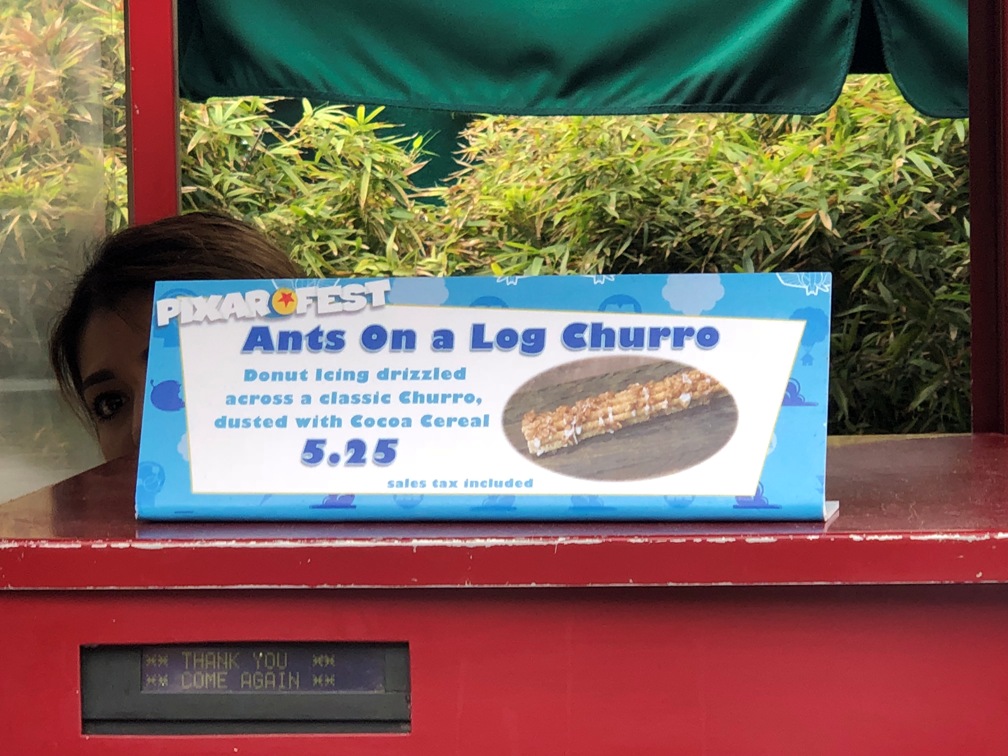 PIXAR FEST
Ants On a Log Churro
Donut Icing drizzled
across a classic Churro,
dusted with Cocoa Cereal
5.25
sales tax included
** THANK YOU **
** COME AGAIN **